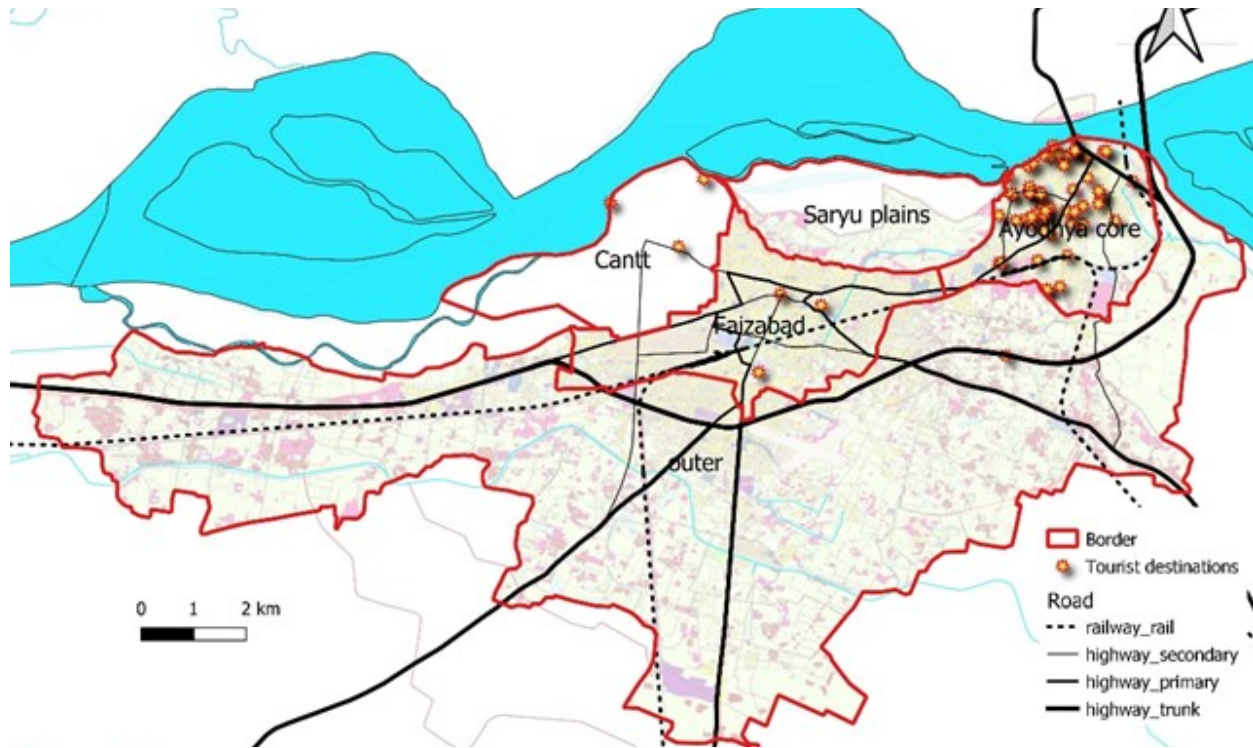 Saryu plains
Ayodhya core
Cantt
Faizabad
outer
0 1 2 km
Border
Tourist destinations
Road
railway_rail
highway_secondary
highway_primary
highway_trunk